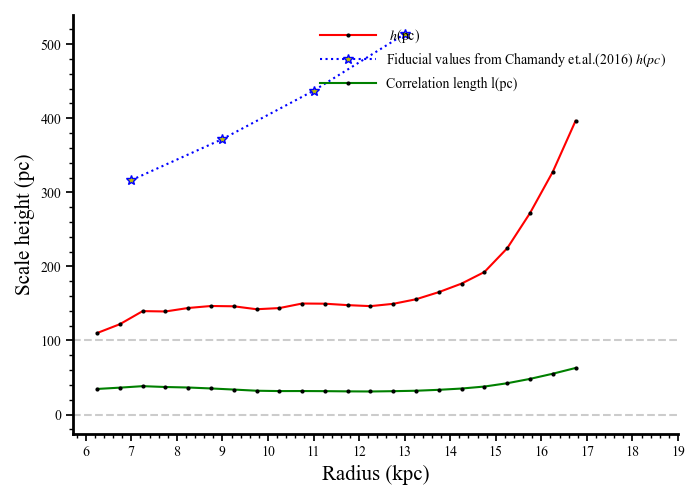 h(pc)
Fiducial values from Chamandy et.al.(2016) h(pc)
Correlation length l(pc)
500
400
300
200
100
0
Scale height (pc)
6 7 8 9 10 11 12 13 14 15 16 17 18 19
Radius (kpc)